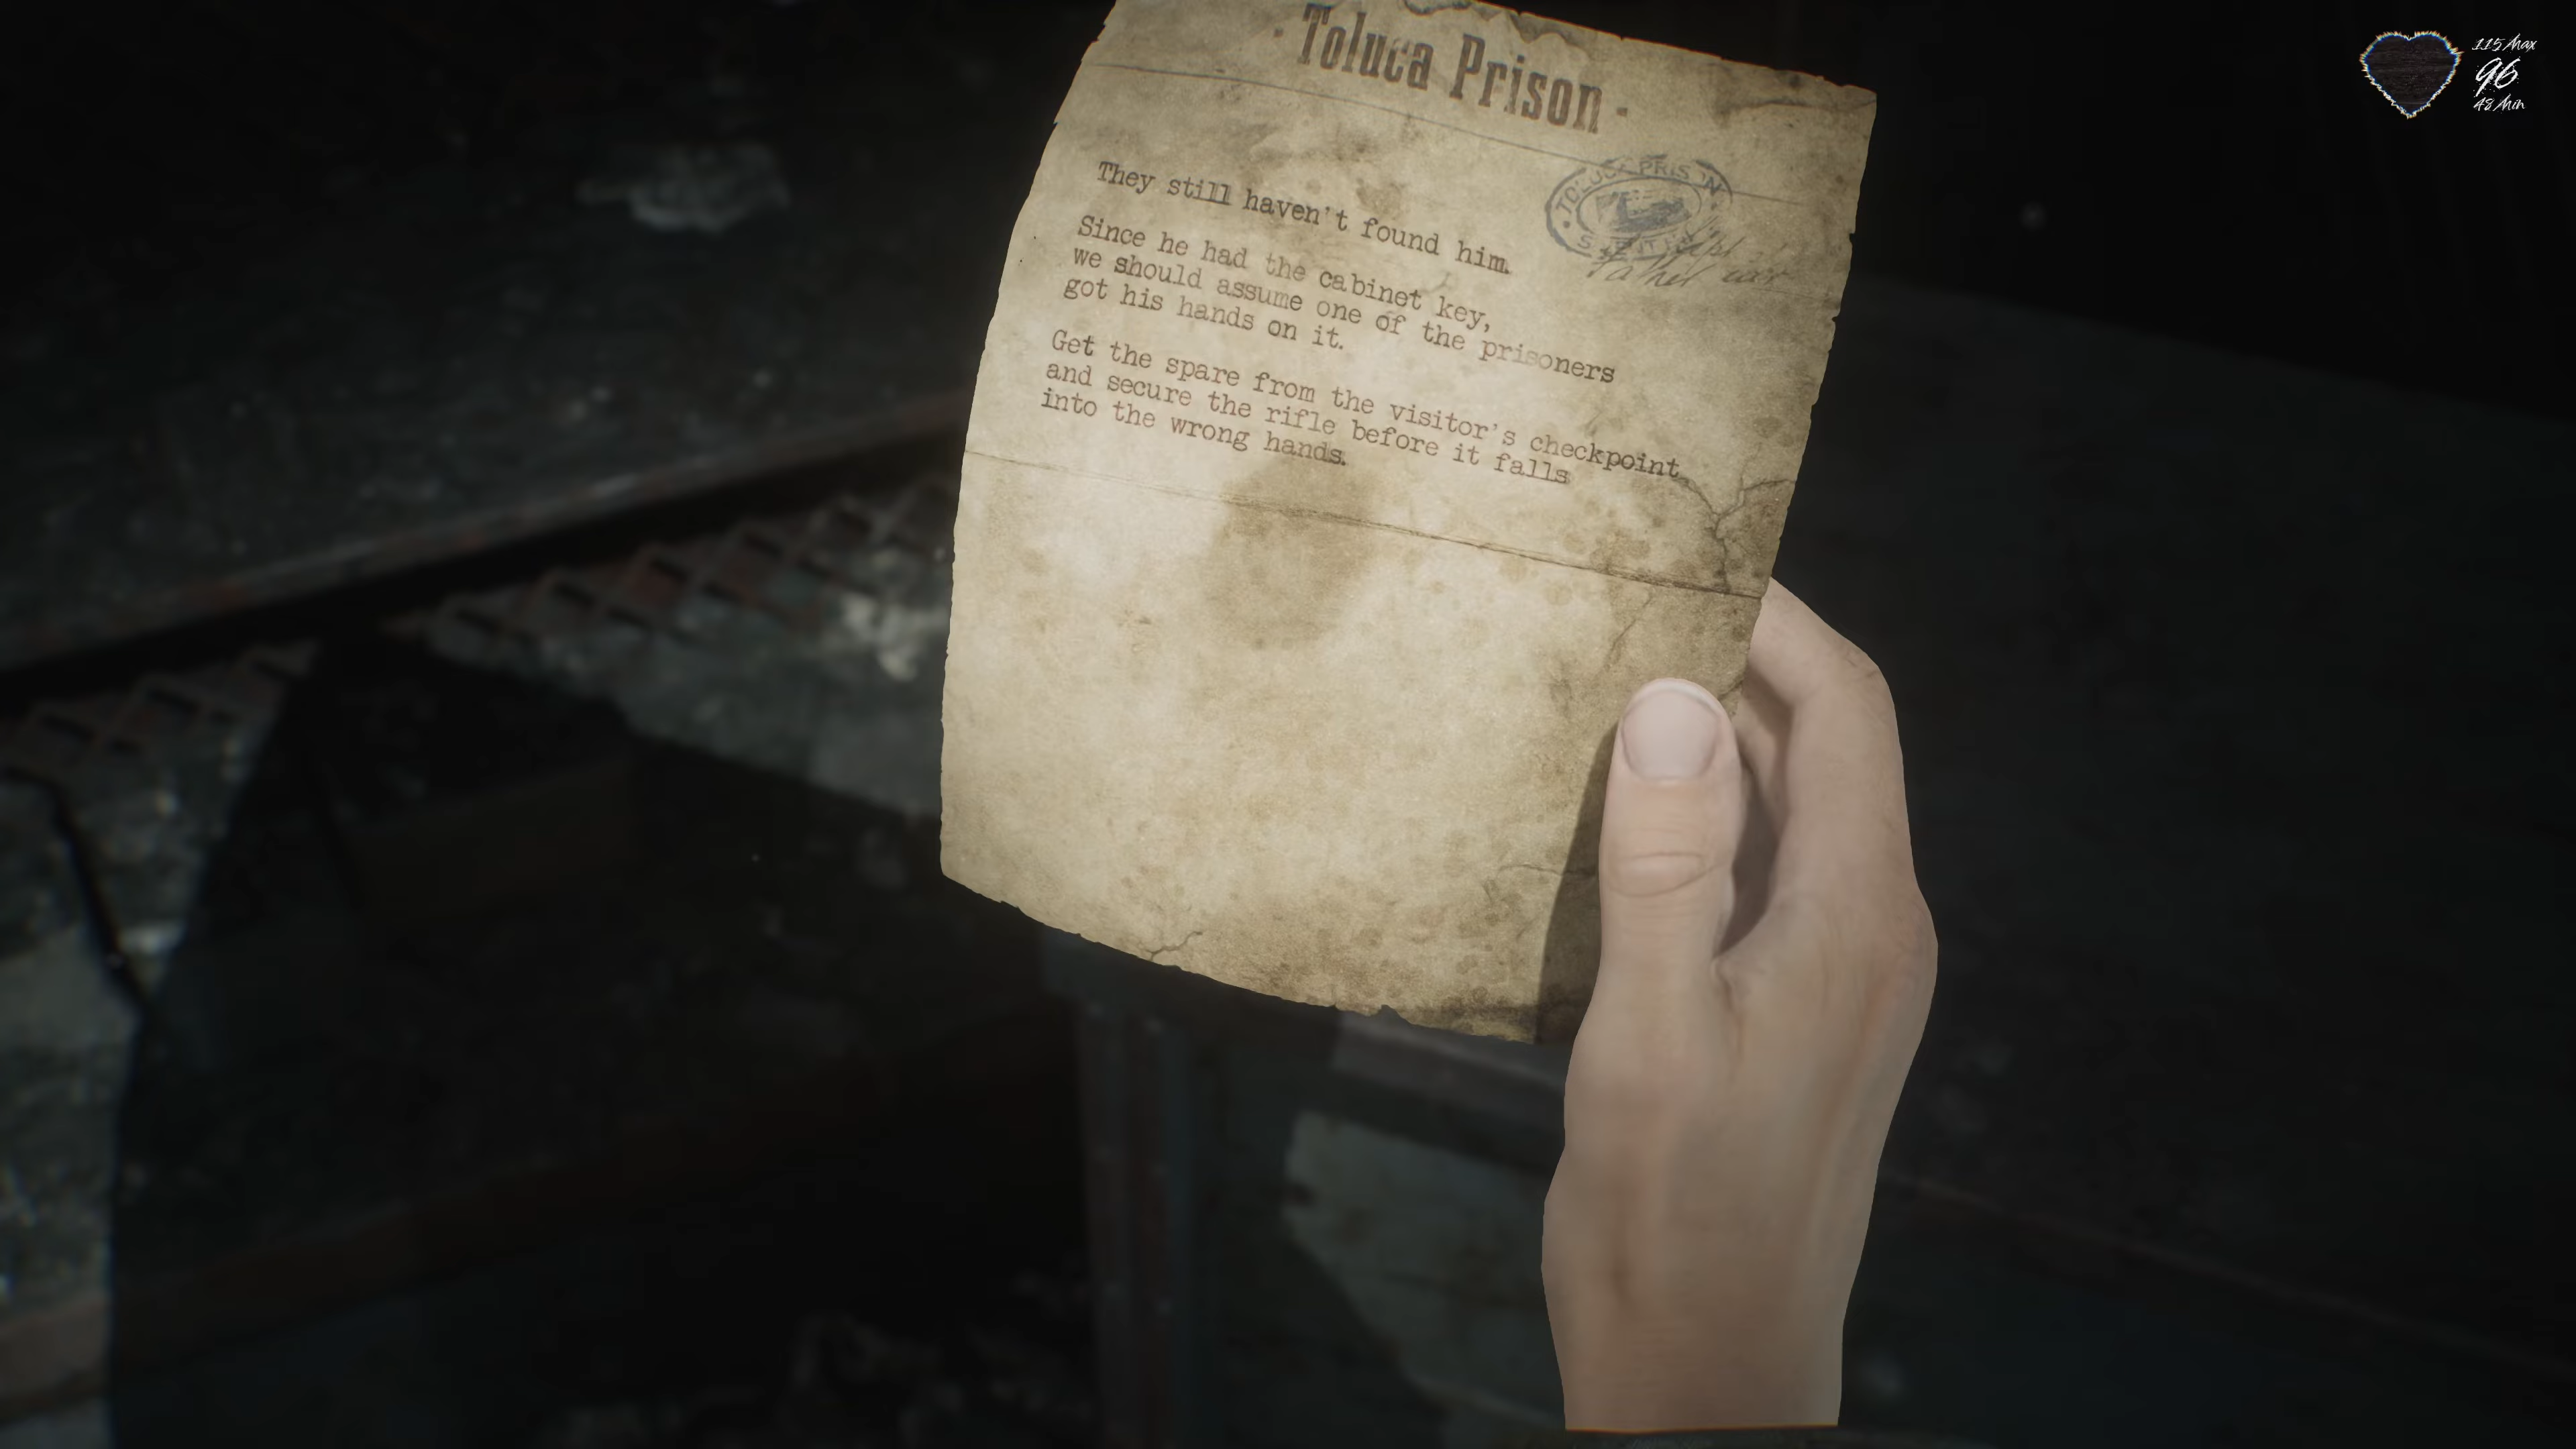 · Toluca Prison ·
They still haven't found him.
Since he had the cabinet key,
we should assume one of the prisoners
got his hands on it.
Get the spare from the visitor's checkpoint
and secure the rifle before it falls
into the wrong hands.
TOLUCA PRISON
115 Max
96
48 Min